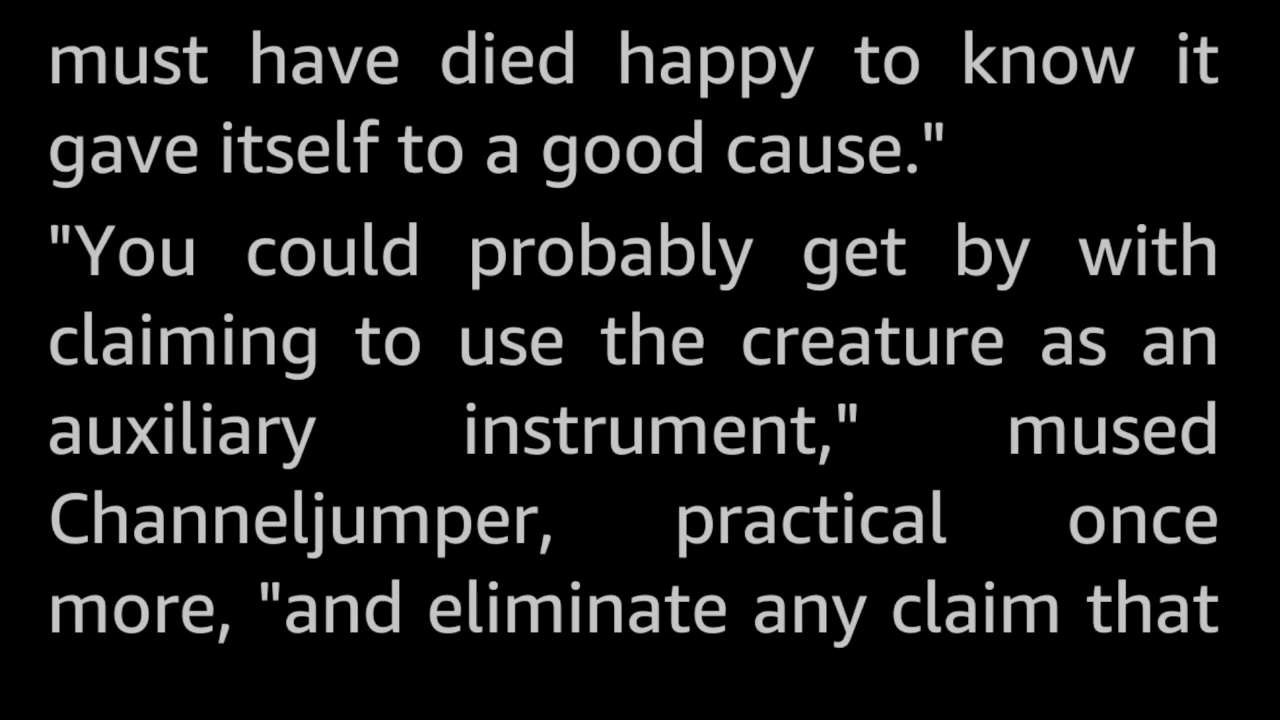 must have died happy to know it
gave itself to a good cause."
"You could probably get by with
claiming to use the creature as an
auxiliary instrument," mused
Channeljumper, practical once
more, "and eliminate any claim that